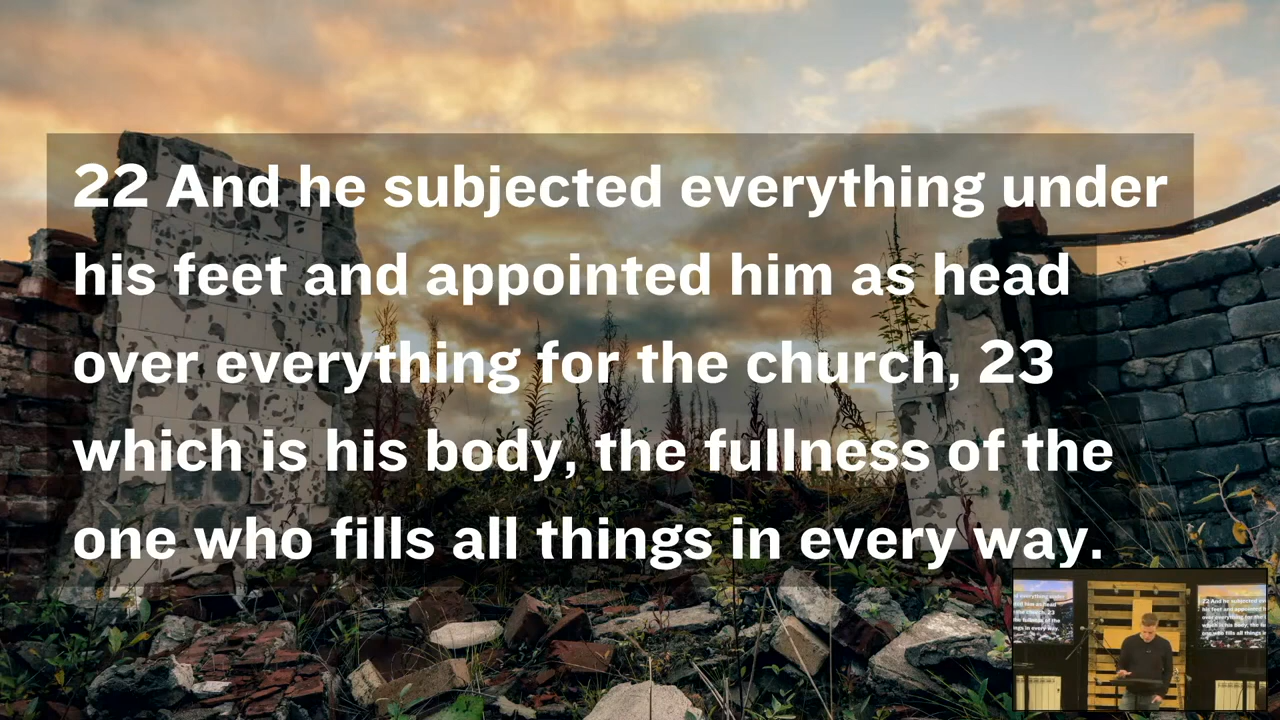 22 And he subjected everything under
his feet and appointed him as head
over everything for the church, 23
which is his body, the fullness of the
one who fills all things in every way.